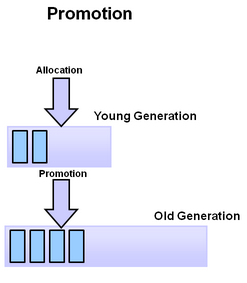 Promotion
Allocation
Young Generation
Promotion
Old Generation